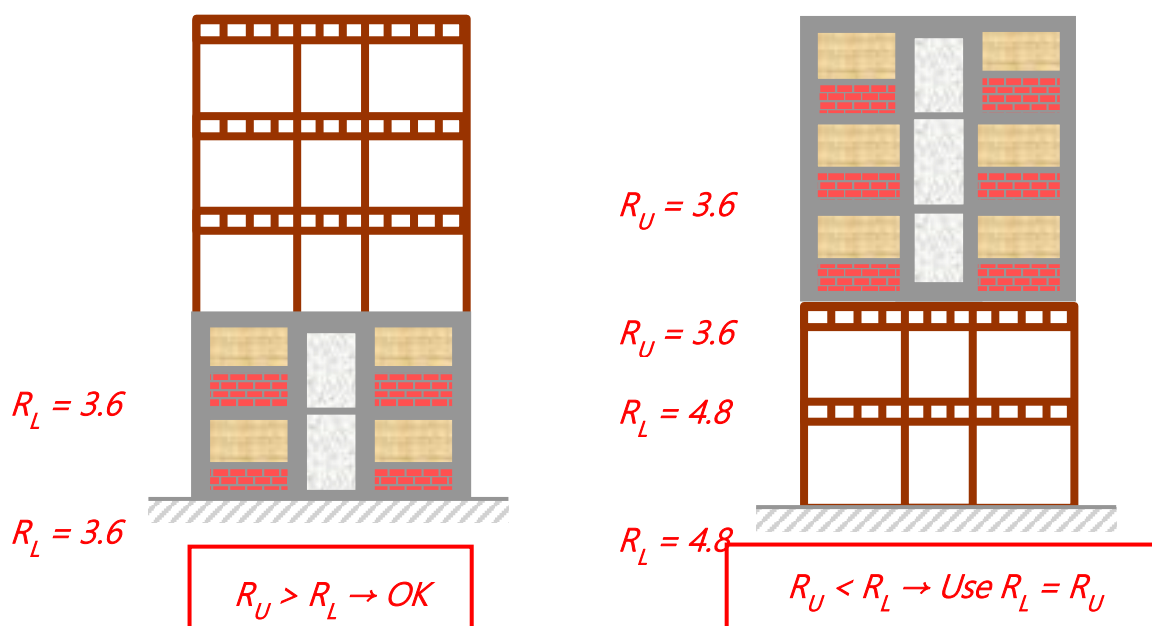 R_L = 3.6
R_L = 3.6
R_U > R_L → OK
R_U = 3.6
R_U = 3.6
R_L = 4.8
R_L = 4.8
R_U < R_L → Use R_L = R_U